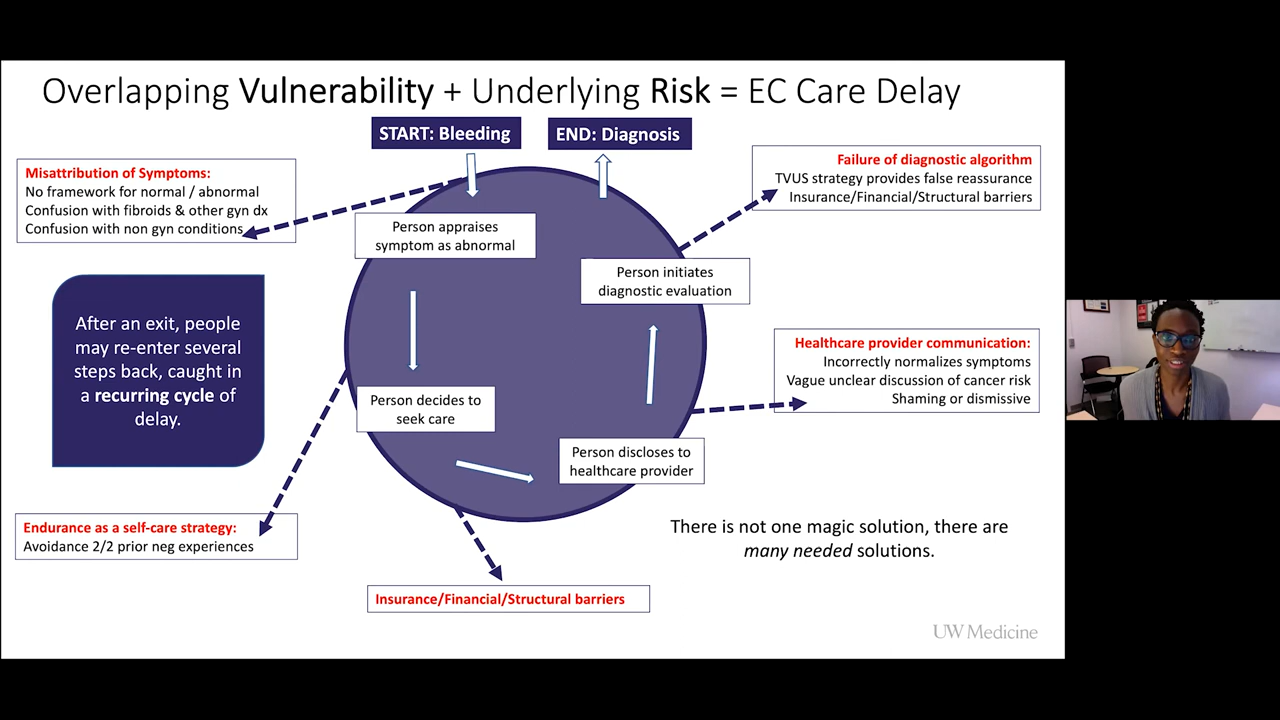 Overlapping Vulnerability + Underlying Risk = EC Care Delay
START: Bleeding
END: Diagnosis
Misattribution of Symptoms:
No framework for normal / abnormal
Confusion with fibroids & other gyn dx
Confusion with non gyn conditions
Failure of diagnostic algorithm
TVUS strategy provides false reassurance
Insurance/Financial/Structural barriers
Person appraises
symptom as abnormal
Person initiates
diagnostic evaluation
After an exit, people
may re-enter several
steps back, caught in
a recurring cycle of
delay.
Healthcare provider communication:
Incorrectly normalizes symptoms
Vague unclear discussion of cancer risk
Shaming or dismissive
Person decides to
seek care
Person discloses to
healthcare provider
Endurance as a self-care strategy:
Avoidance 2/2 prior neg experiences
There is not one magic solution, there are
many needed solutions.
Insurance/Financial/Structural barriers
UW Medicine